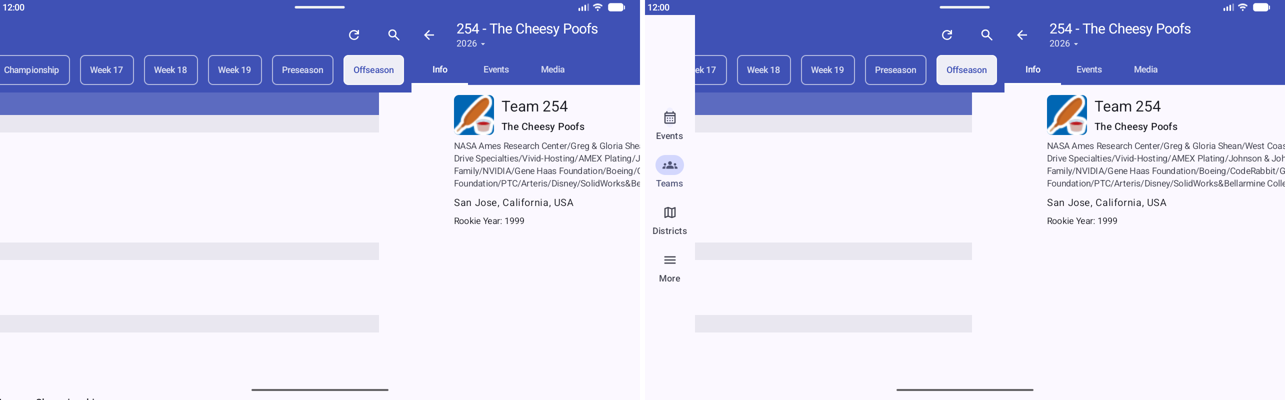 12:00
Championship Week 17 Week 18 Week 19 Preseason Offseason
254 - The Cheesy Poofs
2026
Info Events Media
Team 254
The Cheesy Poofs
NASA Ames Research Center/Greg & Gloria Shea
Drive Specialties/Vivid-Hosting/AMEX Plating/J
Family/NVIDIA/Gene Haas Foundation/Boeing/C
Foundation/PTC/Arteris/Disney/SolidWorks&Be
San Jose, California, USA
Rookie Year: 1999
12:00
Events
Teams
Districts
More
ek 17 Week 18 Week 19 Preseason Offseason
254 - The Cheesy Poofs
2026
Info Events Media
Team 254
The Cheesy Poofs
NASA Ames Research Center/Greg & Gloria Shean/West Coas
Drive Specialties/Vivid-Hosting/AMEX Plating/Johnson & Joh
Family/NVIDIA/Gene Haas Foundation/Boeing/CodeRabbit/G
Foundation/PTC/Arteris/Disney/SolidWorks&Bellarmine Colle
San Jose, California, USA
Rookie Year: 1999